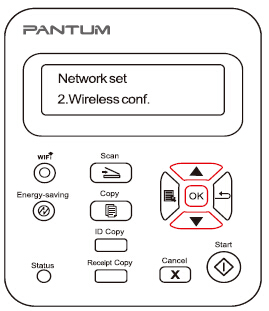 PANTUM
Network set
2.Wireless conf.
WiFi
Scan
Energy-saving
Copy
OK
ID Copy
Start
Status
Receipt Copy
Cancel
X